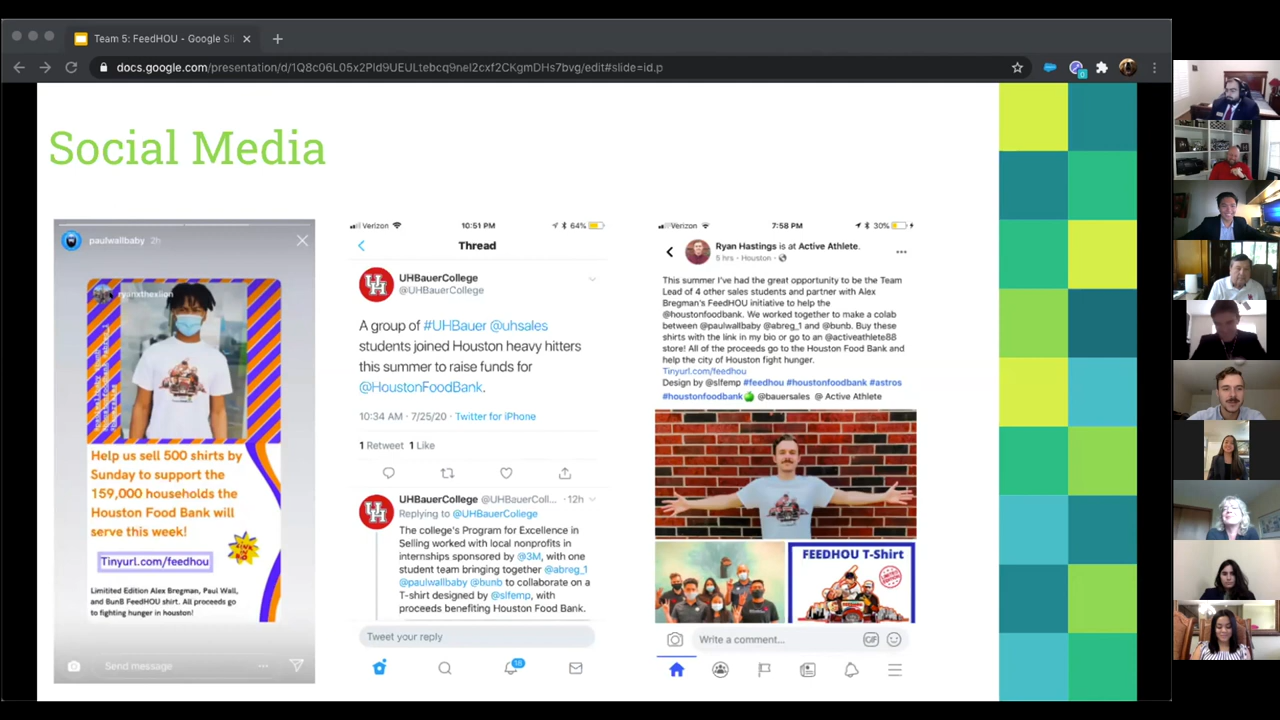 Team 5: FeedHOU - Google Sli
docs.google.com/presentation/d/1Q8c06L05x2Pld9UEULtebcq9neI2cxf2CKgmDHs7bvg/edit#slide=id.p
0
Social Media
paulwallbaby 2h
ryanxthexlion
Help us sell 500 shirts by
Sunday to support the
159,000 households the
Houston Food Bank will
serve this week!
Tinyurl.com/feedhou
Limitited Edition Alex Bregman, Paul Wall,
and BunB FeedHOU shirt. All proceeds go
to fighting hunger in houston!
Send message
Verizon 10:51 PM 64%
Thread
UHBauerCollege
@UHBauerCollege
A group of #UHBauer @uhsales
students joined Houston heavy hitters
this summer to raise funds for
@HoustonFoodBank.
10:34 AM · 7/25/20 · Twitter for iPhone
1 Retweet 1 Like
UHBauerCollege @UHBauerColl... · 12h
Replying to @UHBauerCollege
The college's Program for Excellence in
Selling worked with local nonprofits in
internships sponsored by @3M, with one
student team bringing together @abreg_1
@paulwallbaby @bunb to collaborate on a
T-shirt designed by @slfemp, with
proceeds benefiting Houston Food Bank.
Tweet your reply
16
Verizon 7:58 PM 30%
Ryan Hastings is at Active Athlete.
5 hrs · Houston ·
This summer I've had the great opportunity to be the Team
Lead of 4 other sales students and partner with Alex
Bregman's FeedHOU initiative to help the
@houstonfoodbank. We worked together to make a colab
between @paulwallbaby @abreg_1 and @bunb. Buy these
shirts with the link in my bio or go to an @activeathlete88
store! All of the proceeds go to the Houston Food Bank and
help the city of Houston fight hunger.
Tinyurl.com/feedhou
Design by @slfemp #feedhou #houstonfoodbank #astros
#houstonfoodbank @bauersales @ Active Athlete
FEEDHOU T-Shirt
LIMITED
Write a comment...
GIF